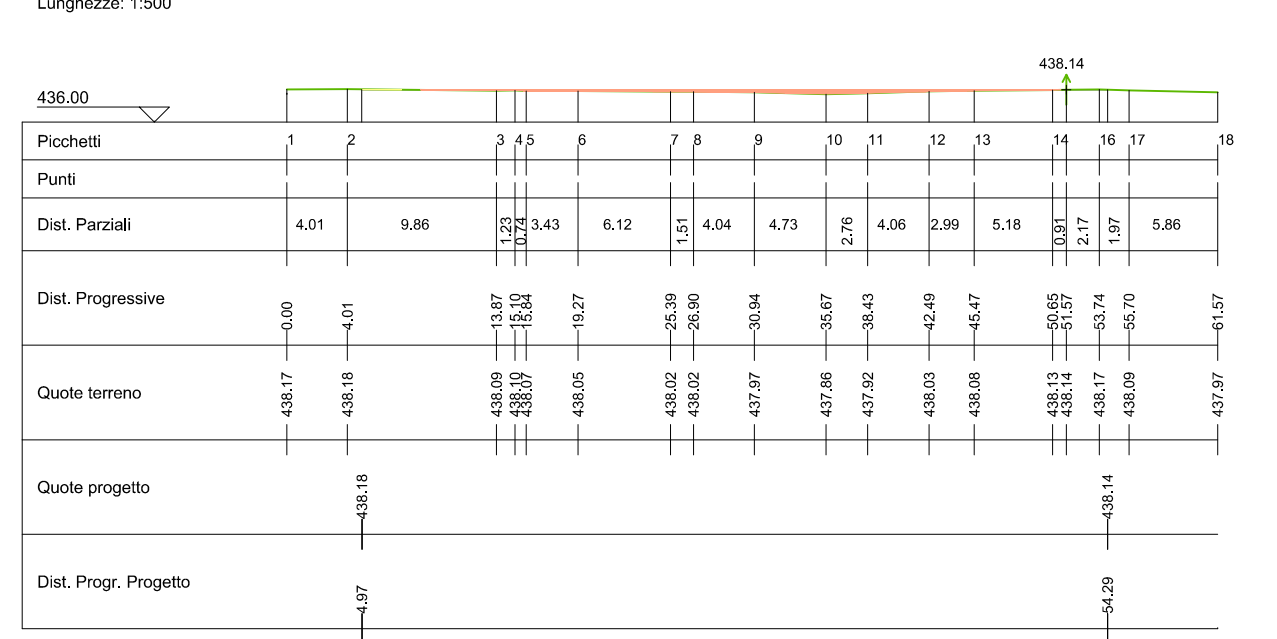 Lunghezze: 1:500
438.14
436.00
Picchetti 1 2 3 4 5 6 7 8 9 10 11 12 13 14 16 17 18
Punti
Dist. Parziali 4.01 9.86 1.23 0.74 3.43 6.12 1.51 4.04 4.73 2.76 4.06 2.99 5.18 0.91 2.17 1.97 5.86
Dist. Progressive 0.00 4.01 13.87 15.10 15.84 19.27 25.39 26.90 30.94 35.67 38.43 42.49 45.47 50.65 51.57 53.74 55.70 61.57
Quote terreno 438.17 438.18 438.09 438.10 438.07 438.05 438.02 438.02 437.97 437.86 437.92 438.03 438.08 438.13 438.14 438.17 438.09 437.97
Quote progetto 438.18 438.14
Dist. Progr. Progetto 4.97 54.29